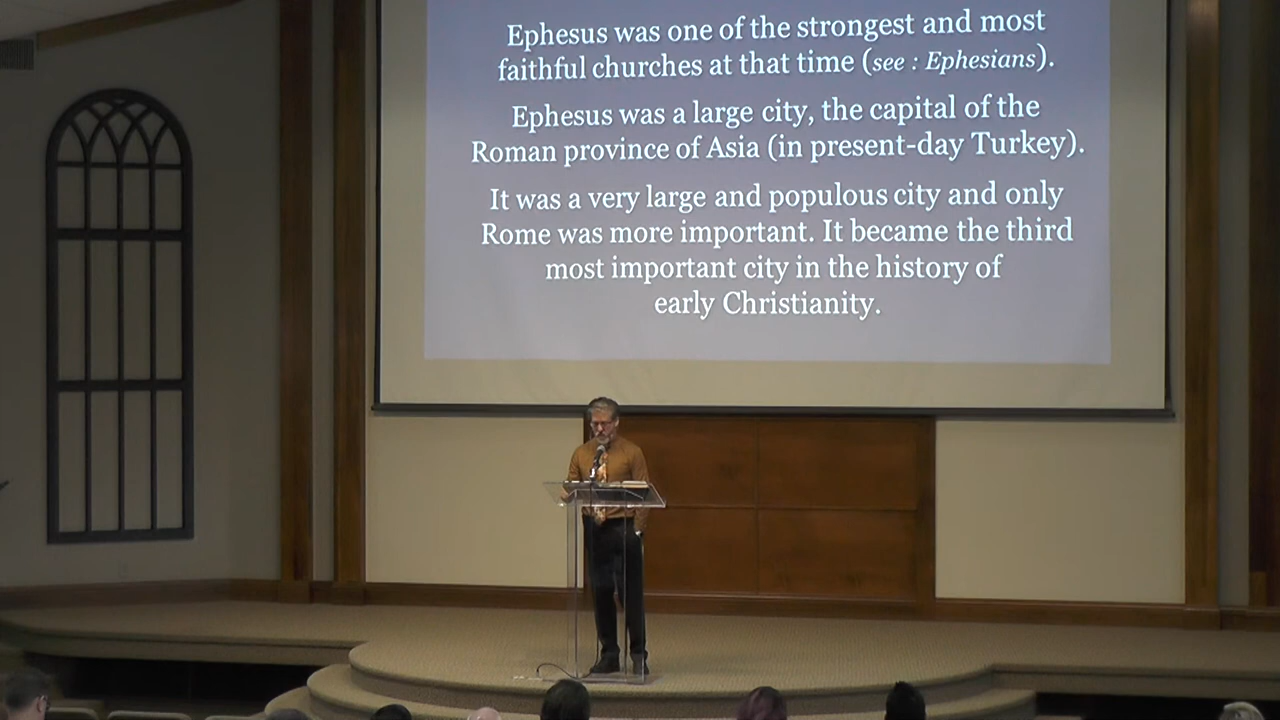 Ephesus was one of the strongest and most
faithful churches at that time (see : Ephesians).
Ephesus was a large city, the capital of the
Roman province of Asia (in present-day Turkey).
It was a very large and populous city and only
Rome was more important. It became the third
most important city in the history of
early Christianity.